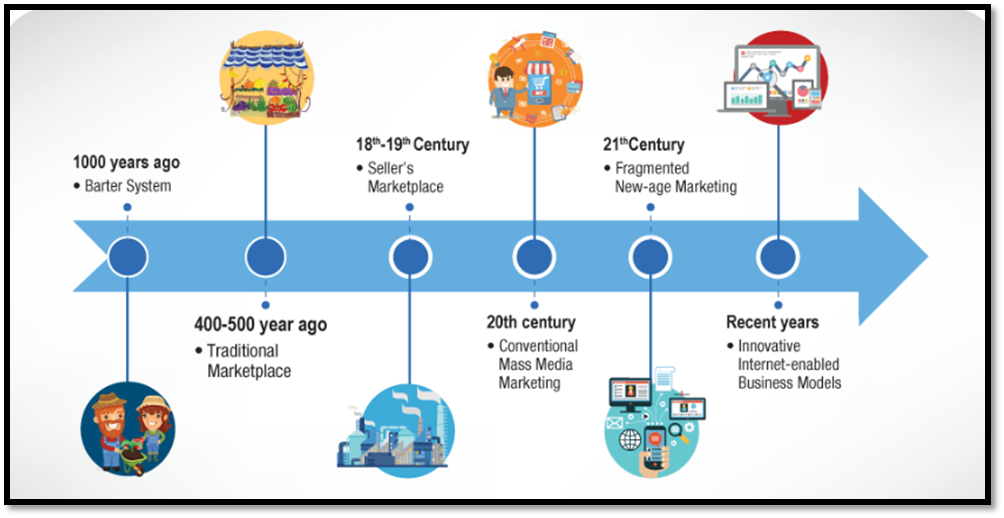 1000 years ago
• Barter System
400-500 year ago
• Traditional
Marketplace
18th-19th Century
• Seller's
Marketplace
20th century
• Conventional
Mass Media
Marketing
21thCentury
• Fragmented
New-age Marketing
Recent years
• Innovative
Internet-enabled
Business Models